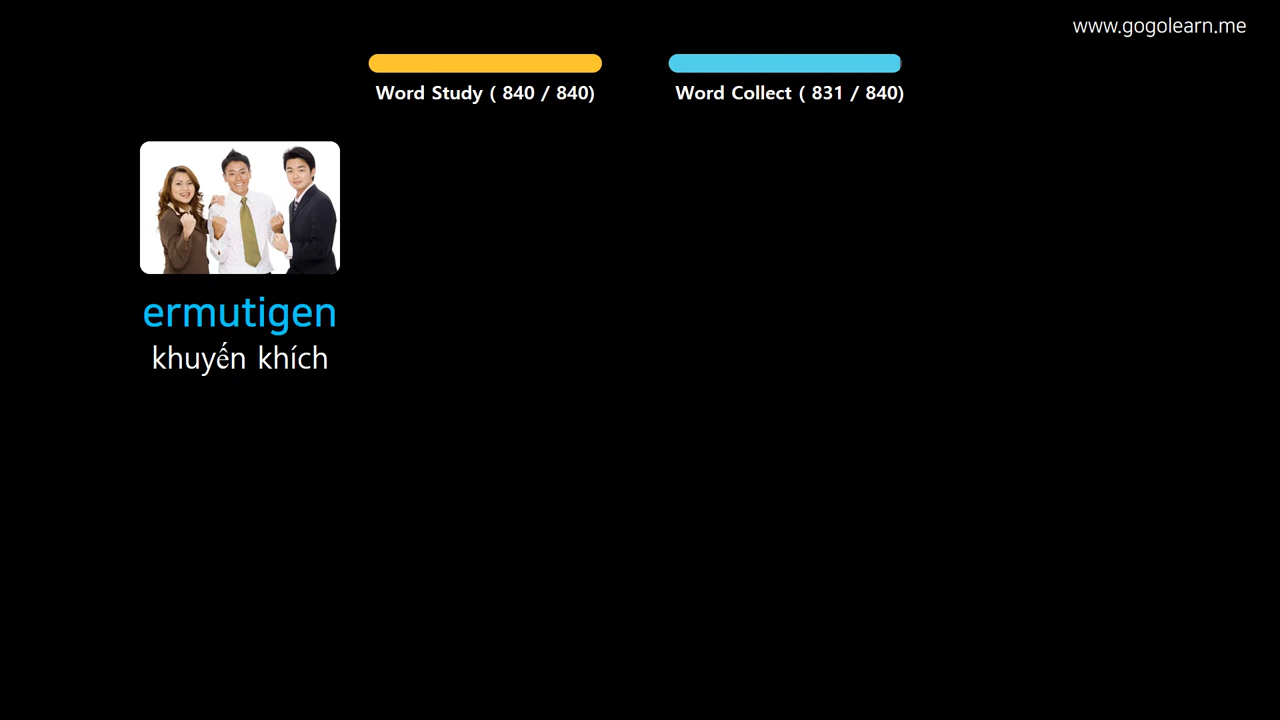 www.gogolearn.me
Word Study ( 840 / 840)
Word Collect ( 831 / 840)
ermutigen
khuyến khích